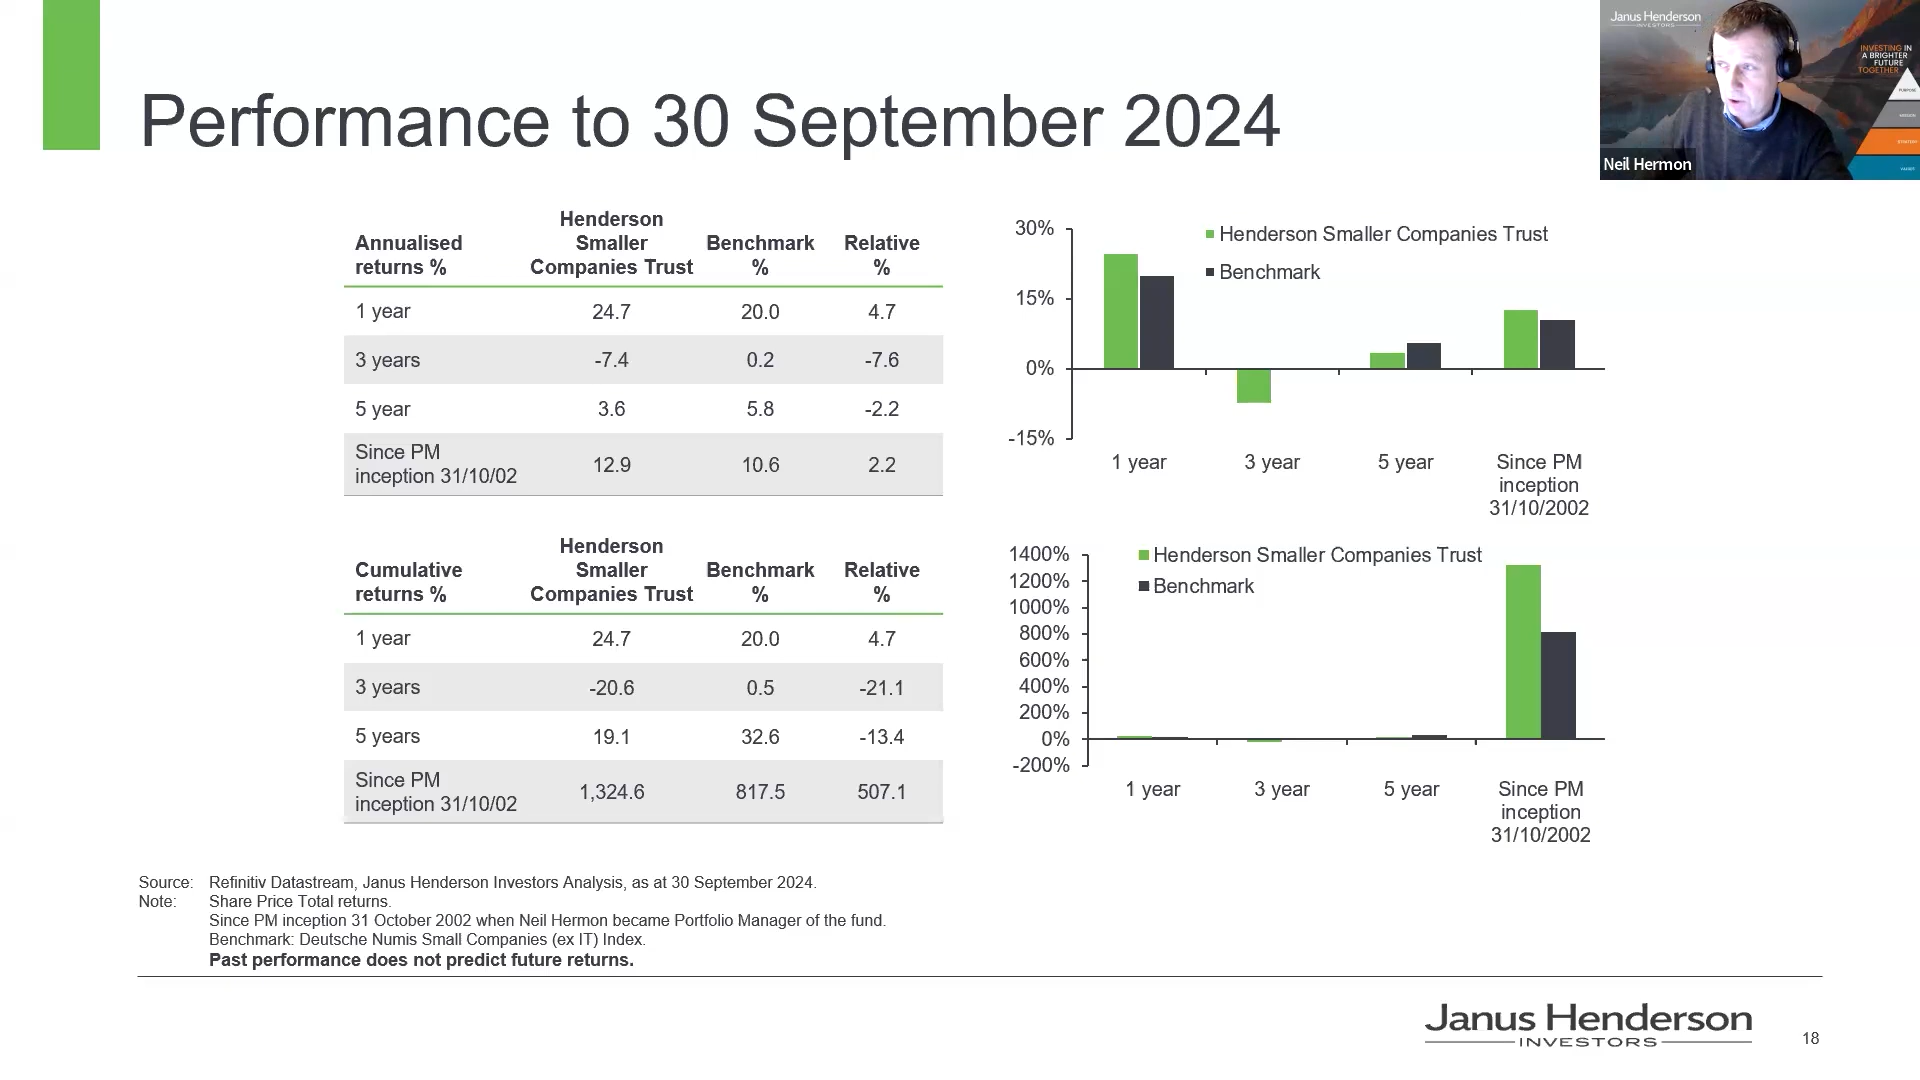 Performance to 30 September 2024
Janus Henderson
INVESTORS
INVESTING IN
A BRIGHTER
FUTURE
TOGETHER
PURPOSE
MISSION
STRATEGY
VALUES
Neil Hermon
Annualised returns % Henderson Smaller Companies Trust Benchmark % Relative %
1 year 24.7 20.0 4.7
3 years -7.4 0.2 -7.6
5 year 3.6 5.8 -2.2
Since PM
inception 31/10/02 12.9 10.6 2.2
30%
15%
0%
-15%
Henderson Smaller Companies Trust
Benchmark
1 year 3 year 5 year Since PM
inception
31/10/2002
Cumulative returns % Henderson Smaller Companies Trust Benchmark % Relative %
1 year 24.7 20.0 4.7
3 years -20.6 0.5 -21.1
5 years 19.1 32.6 -13.4
Since PM
inception 31/10/02 1,324.6 817.5 507.1
1400%
1200%
1000%
800%
600%
400%
200%
0%
-200%
Henderson Smaller Companies Trust
Benchmark
1 year 3 year 5 year Since PM
inception
31/10/2002
Source: Refinitiv Datastream, Janus Henderson Investors Analysis, as at 30 September 2024.
Note: Share Price Total returns.
Since PM inception 31 October 2002 when Neil Hermon became Portfolio Manager of the fund.
Benchmark: Deutsche Numis Small Companies (ex IT) Index.
Past performance does not predict future returns.
Janus Henderson
INVESTORS
18